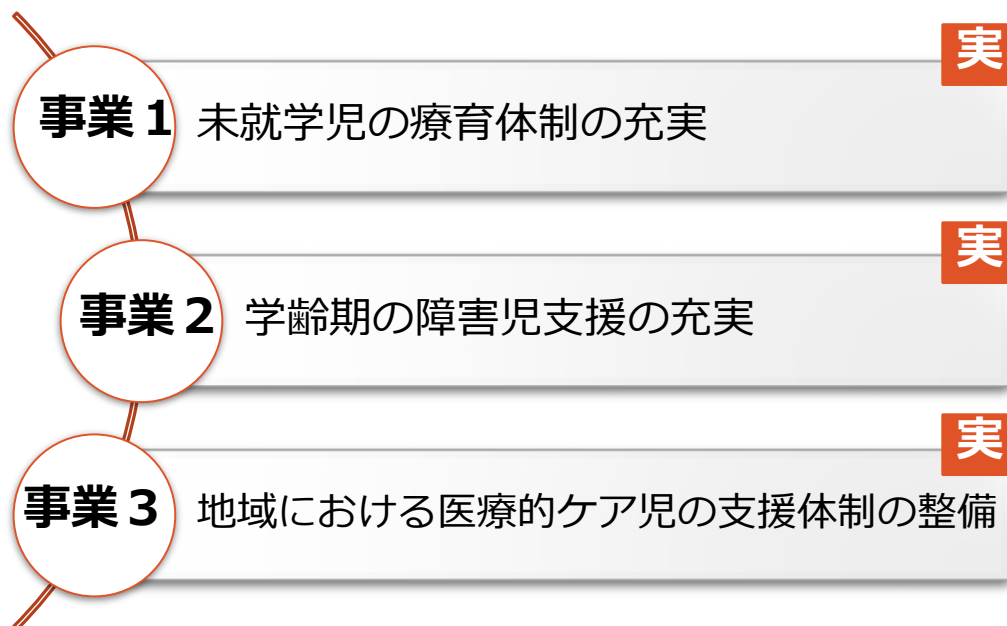 実
事業１ 未就学児の療育体制の充実
実
事業２ 学齢期の障害児支援の充実
実
事業３ 地域における医療的ケア児の支援体制の整備